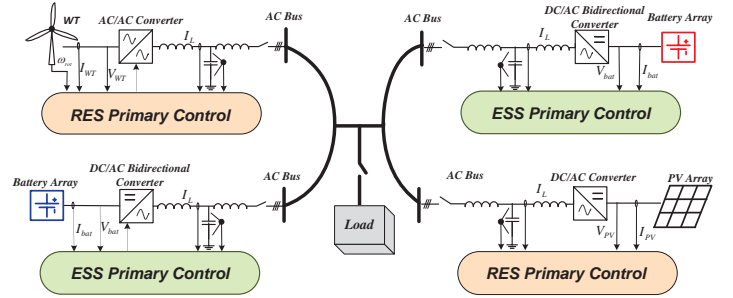 WT
AC/AC Converter
I_L
AC Bus
ω_rot
I_WT
V_WT
RES Primary Control
AC Bus
DC/AC Bidirectional
Converter
Battery Array
I_L
V_bat
I_bat
ESS Primary Control
Battery Array
DC/AC Bidirectional
Converter
I_L
AC Bus
I_bat
V_bat
ESS Primary Control
Load
AC Bus
DC/AC Converter
PV Array
I_L
V_PV
I_PV
RES Primary Control